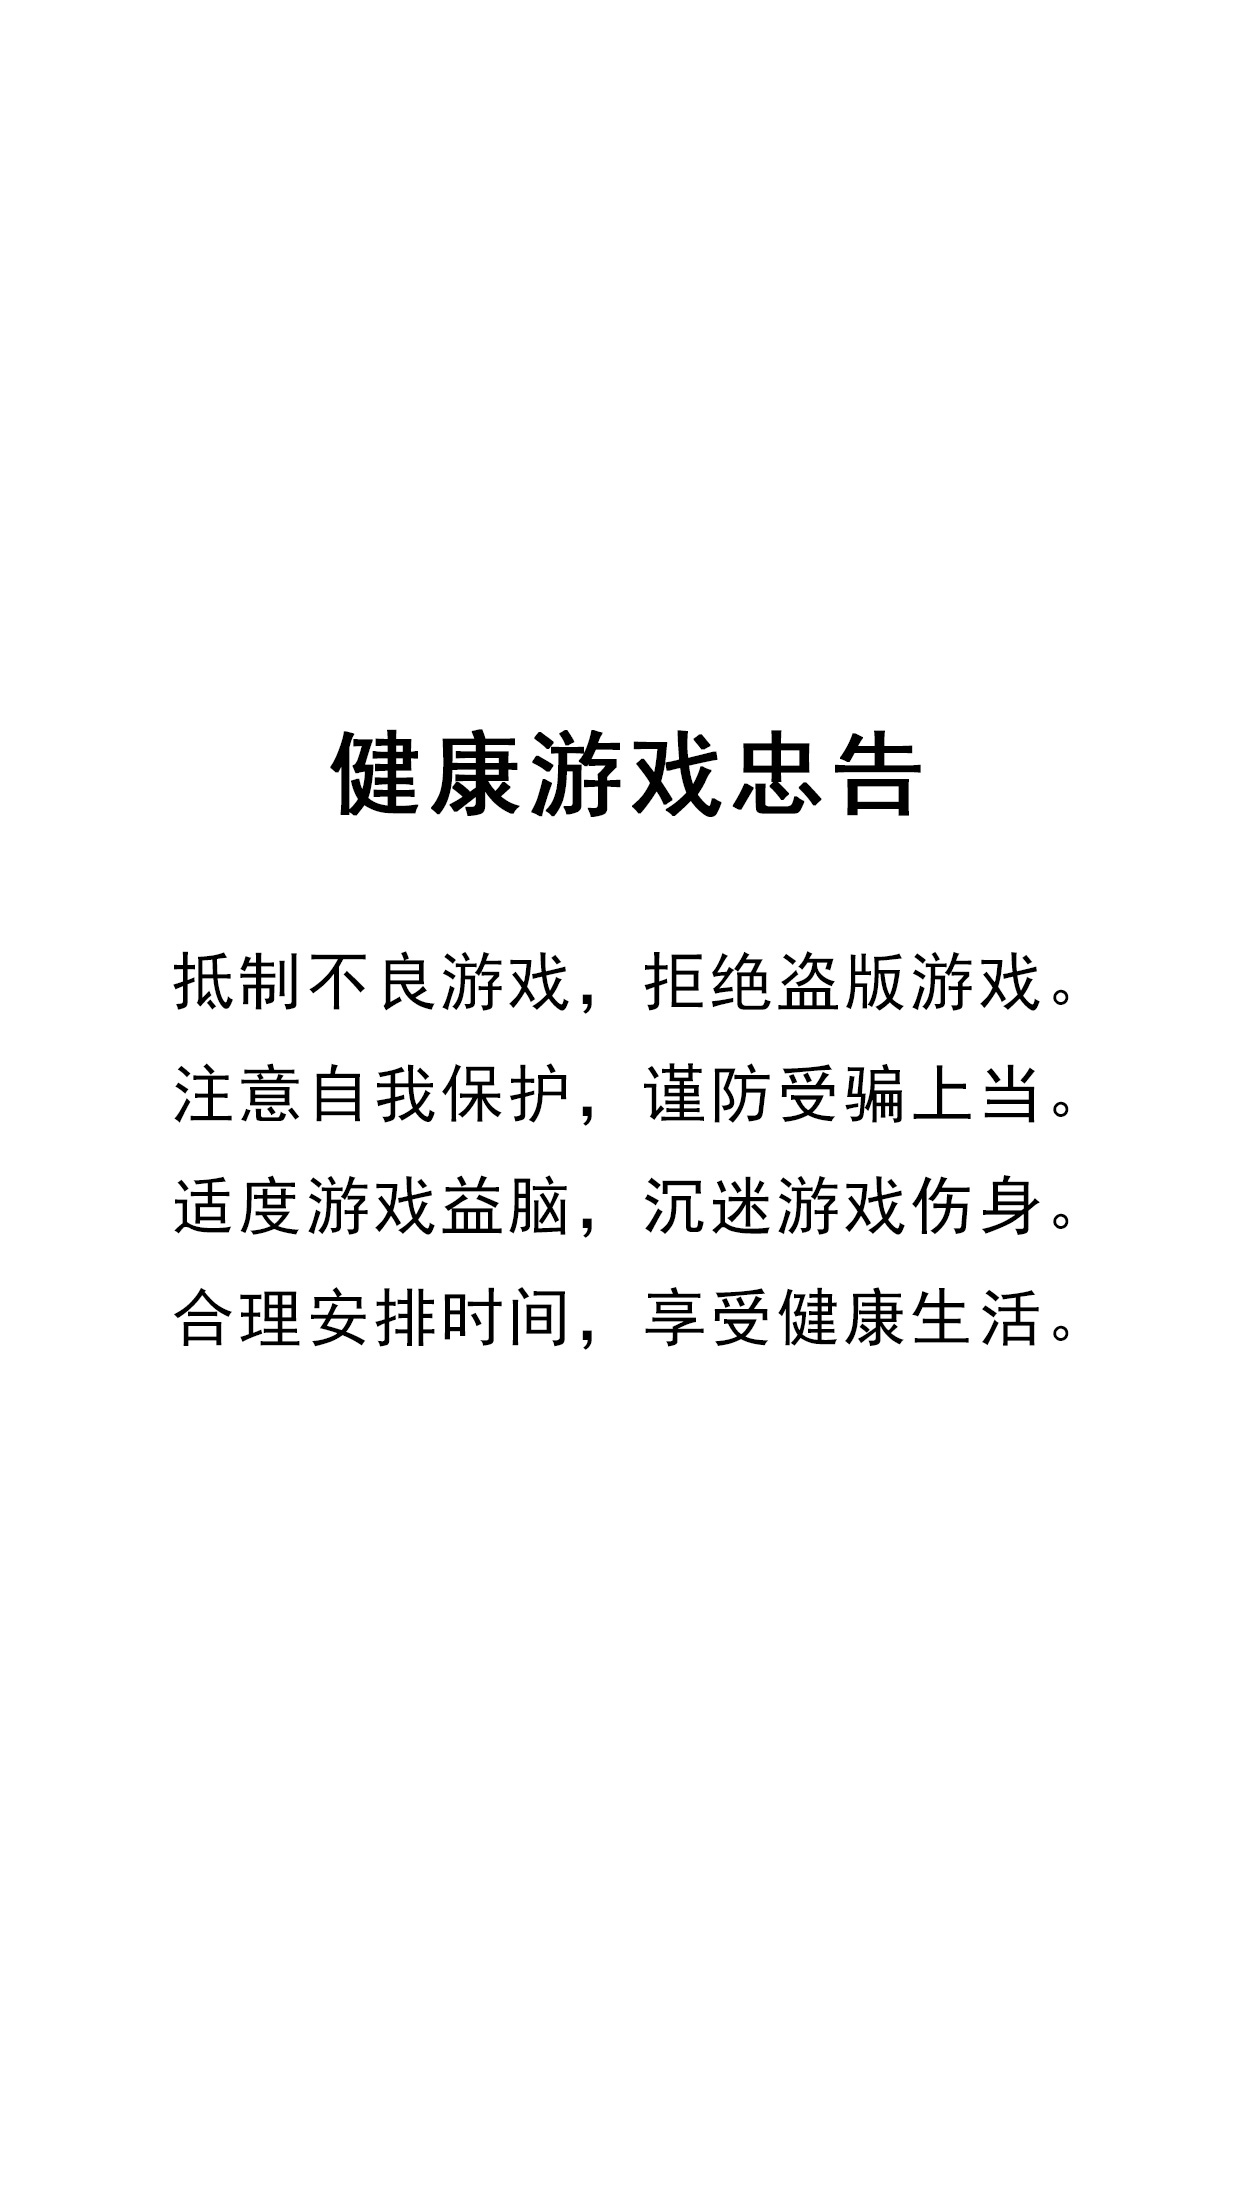 健康游戏忠告
抵制不良游戏，拒绝盗版游戏。
注意自我保护，谨防受骗上当。
适度游戏益脑，沉迷游戏伤身。
合理安排时间，享受健康生活。